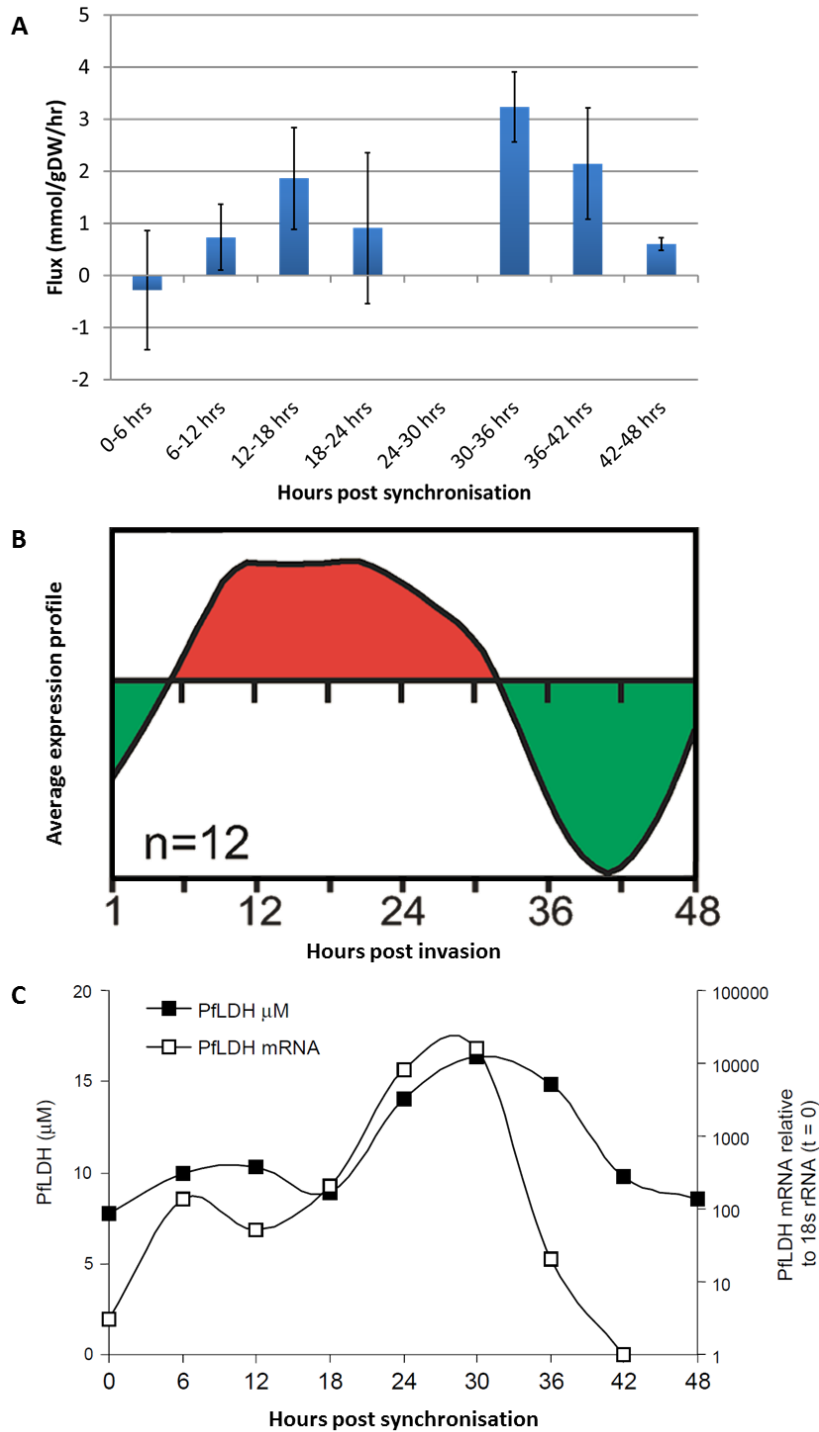 A
Flux (mmol/gDW/hr)
5
4
3
2
1
0
-1
-2
0-6 hrs
6-12 hrs
12-18 hrs
18-24 hrs
24-30 hrs
30-36 hrs
36-42 hrs
42-48 hrs
Hours post synchronisation
B
Average expression profile
n=12
1 12 24 36 48
Hours post invasion
C
PfLDH μM
PfLDH mRNA
PfLDH (μM)
20
15
10
5
0
100000
10000
1000
100
10
1
PfLDH mRNA relative
to 18s rRNA (t = 0)
0 6 12 18 24 30 36 42 48
Hours post synchronisation